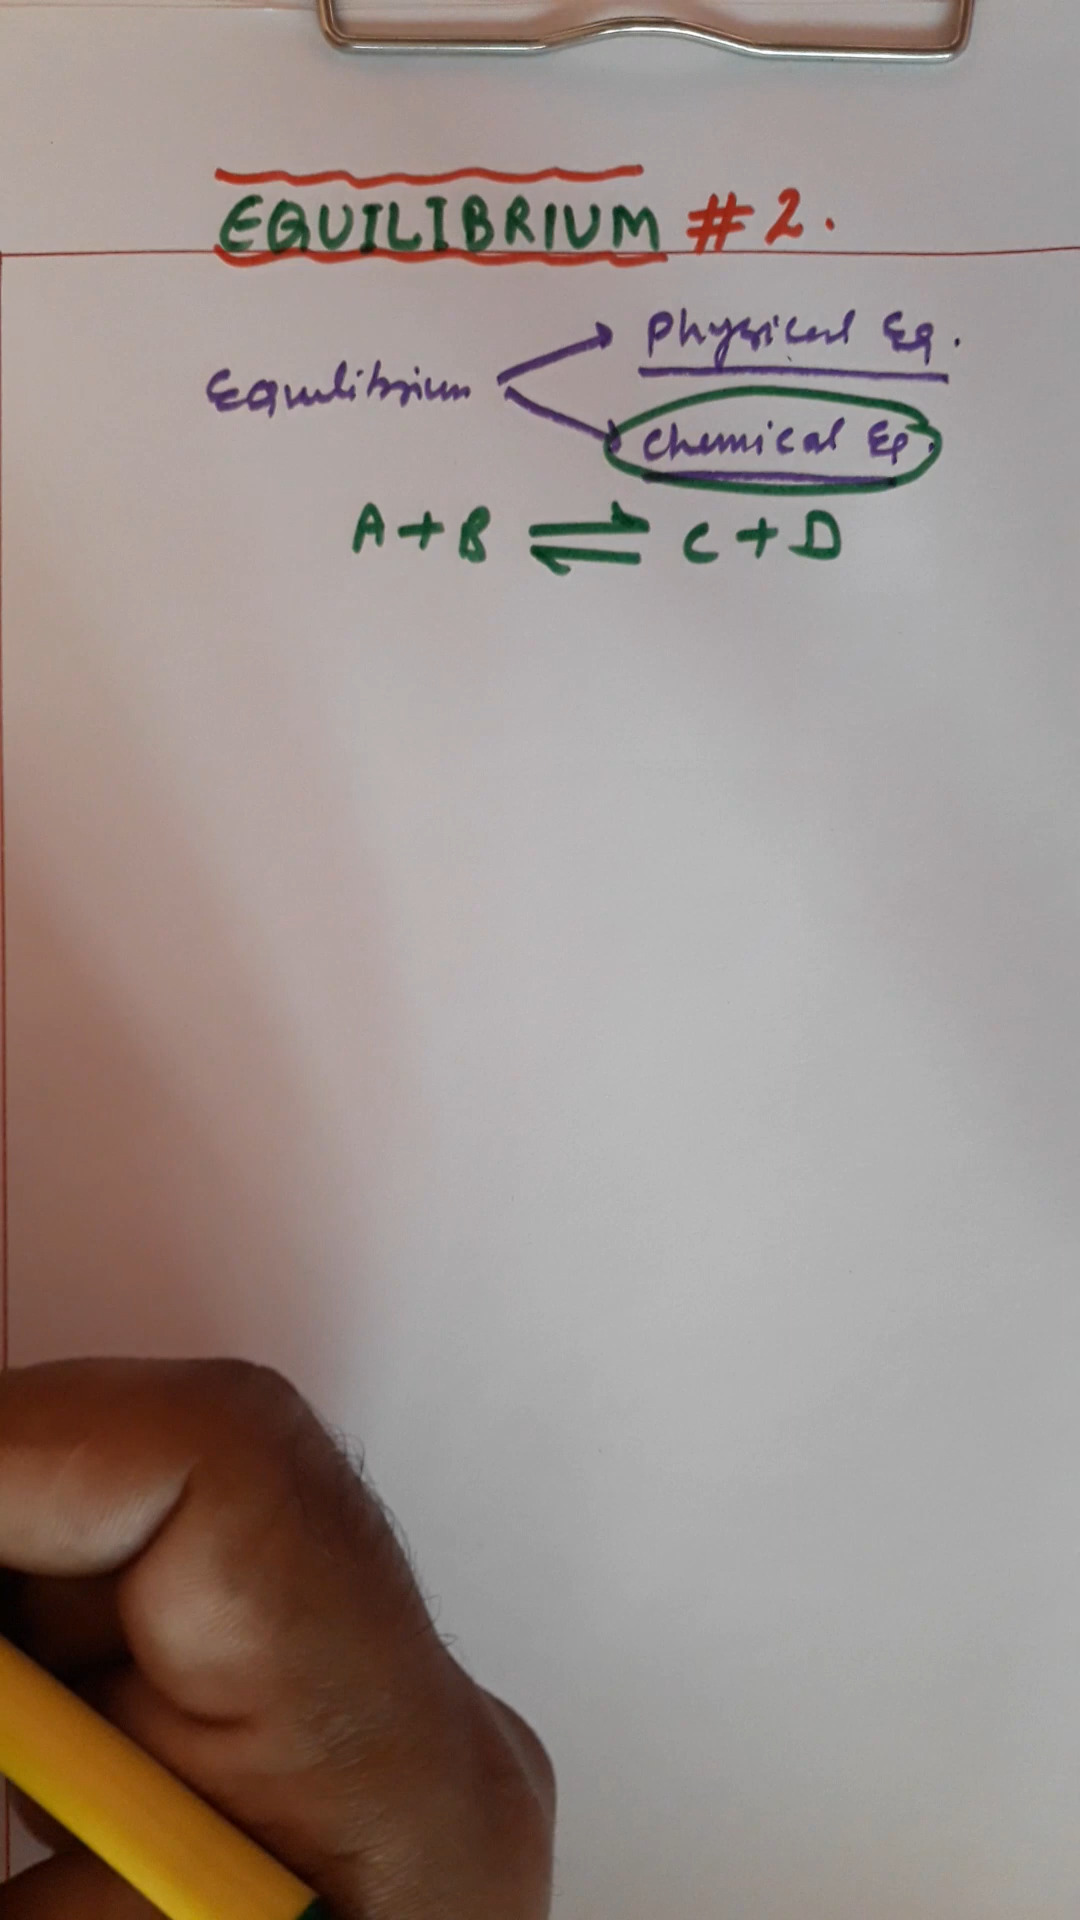 EQUILIBRIUM #2.
Equilibrium
Physical Eq.
Chemical Eq.
A + B ⇌ C + D